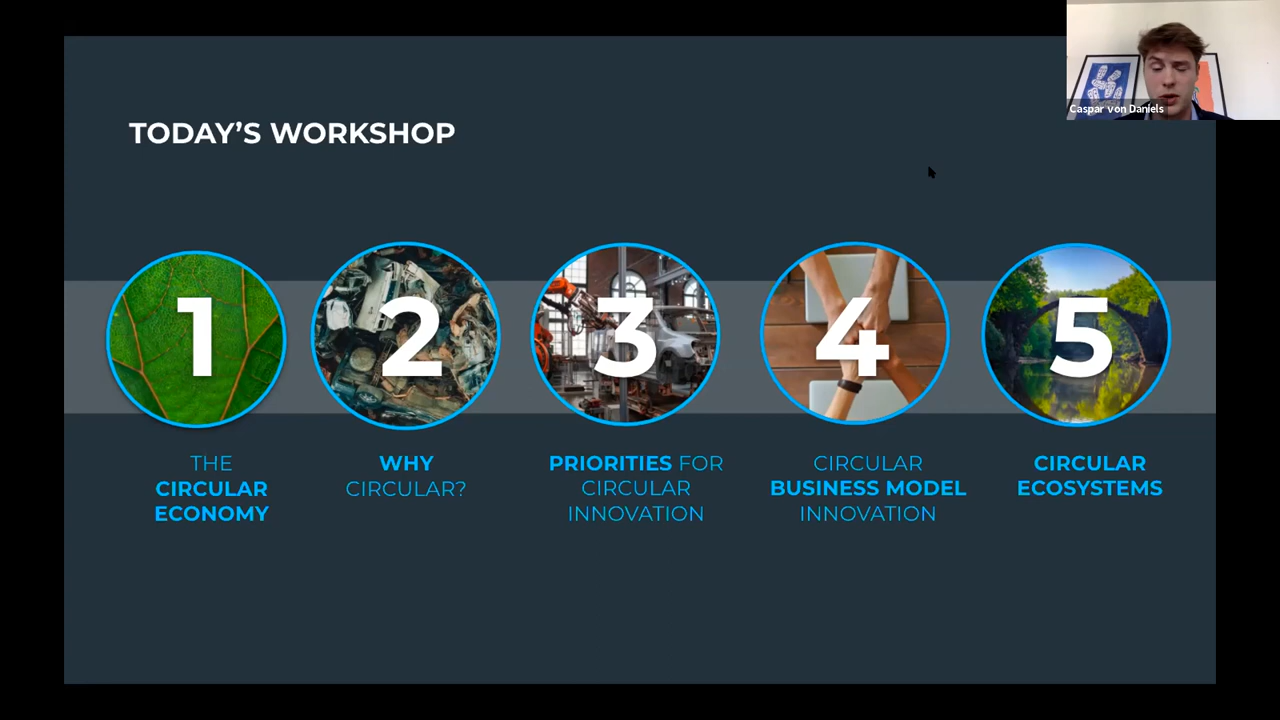 Caspar von Daniels
TODAY’S WORKSHOP
1
2
3
4
5
THE
CIRCULAR
ECONOMY
WHY
CIRCULAR?
PRIORITIES FOR
CIRCULAR
INNOVATION
CIRCULAR
BUSINESS MODEL
INNOVATION
CIRCULAR
ECOSYSTEMS